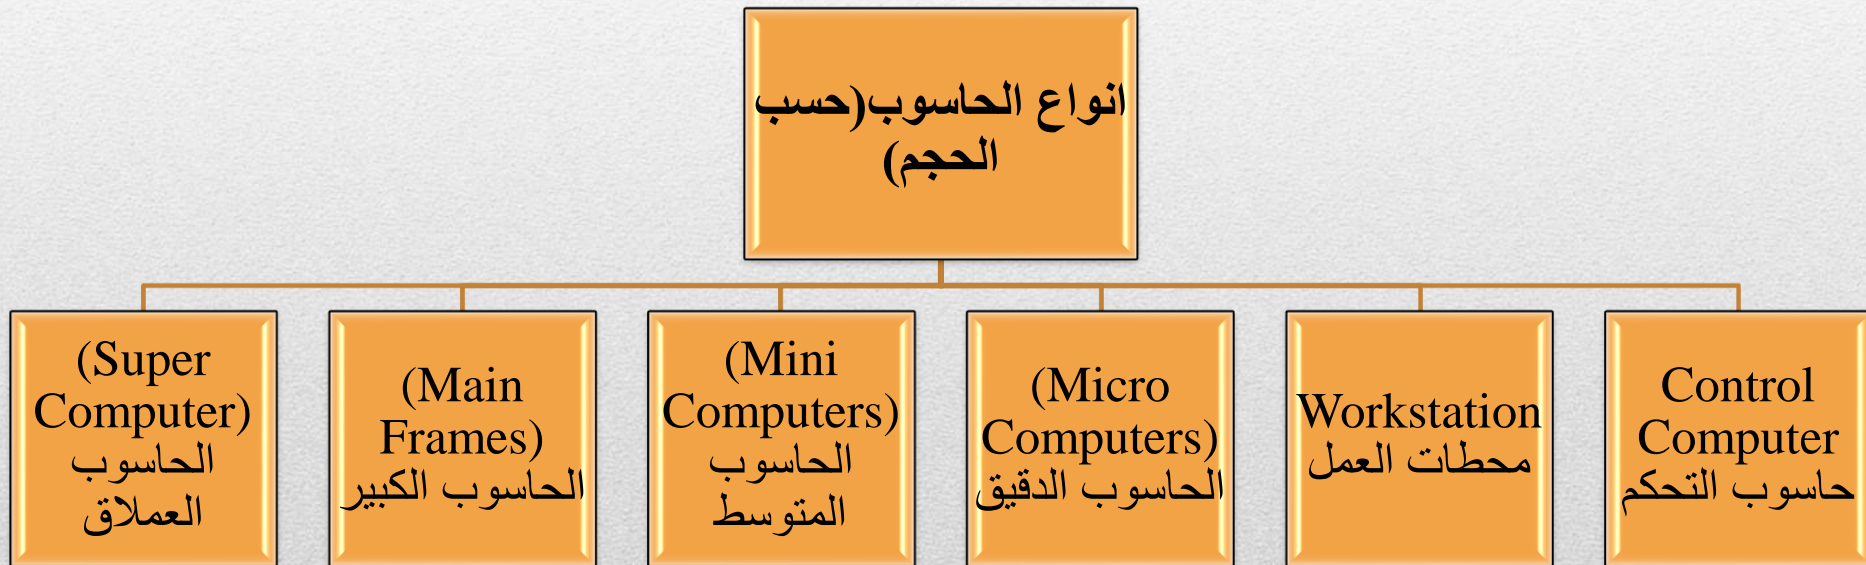 انواع الحاسوب(حسب
الحجم)
(Super
Computer)
الحاسوب
العملاق
(Main
Frames)
الحاسوب الكبير
(Mini
Computers)
الحاسوب
المتوسط
(Micro
Computers)
الحاسوب الدقيق
Workstation
محطات العمل
Control
Computer
حاسوب التحكم